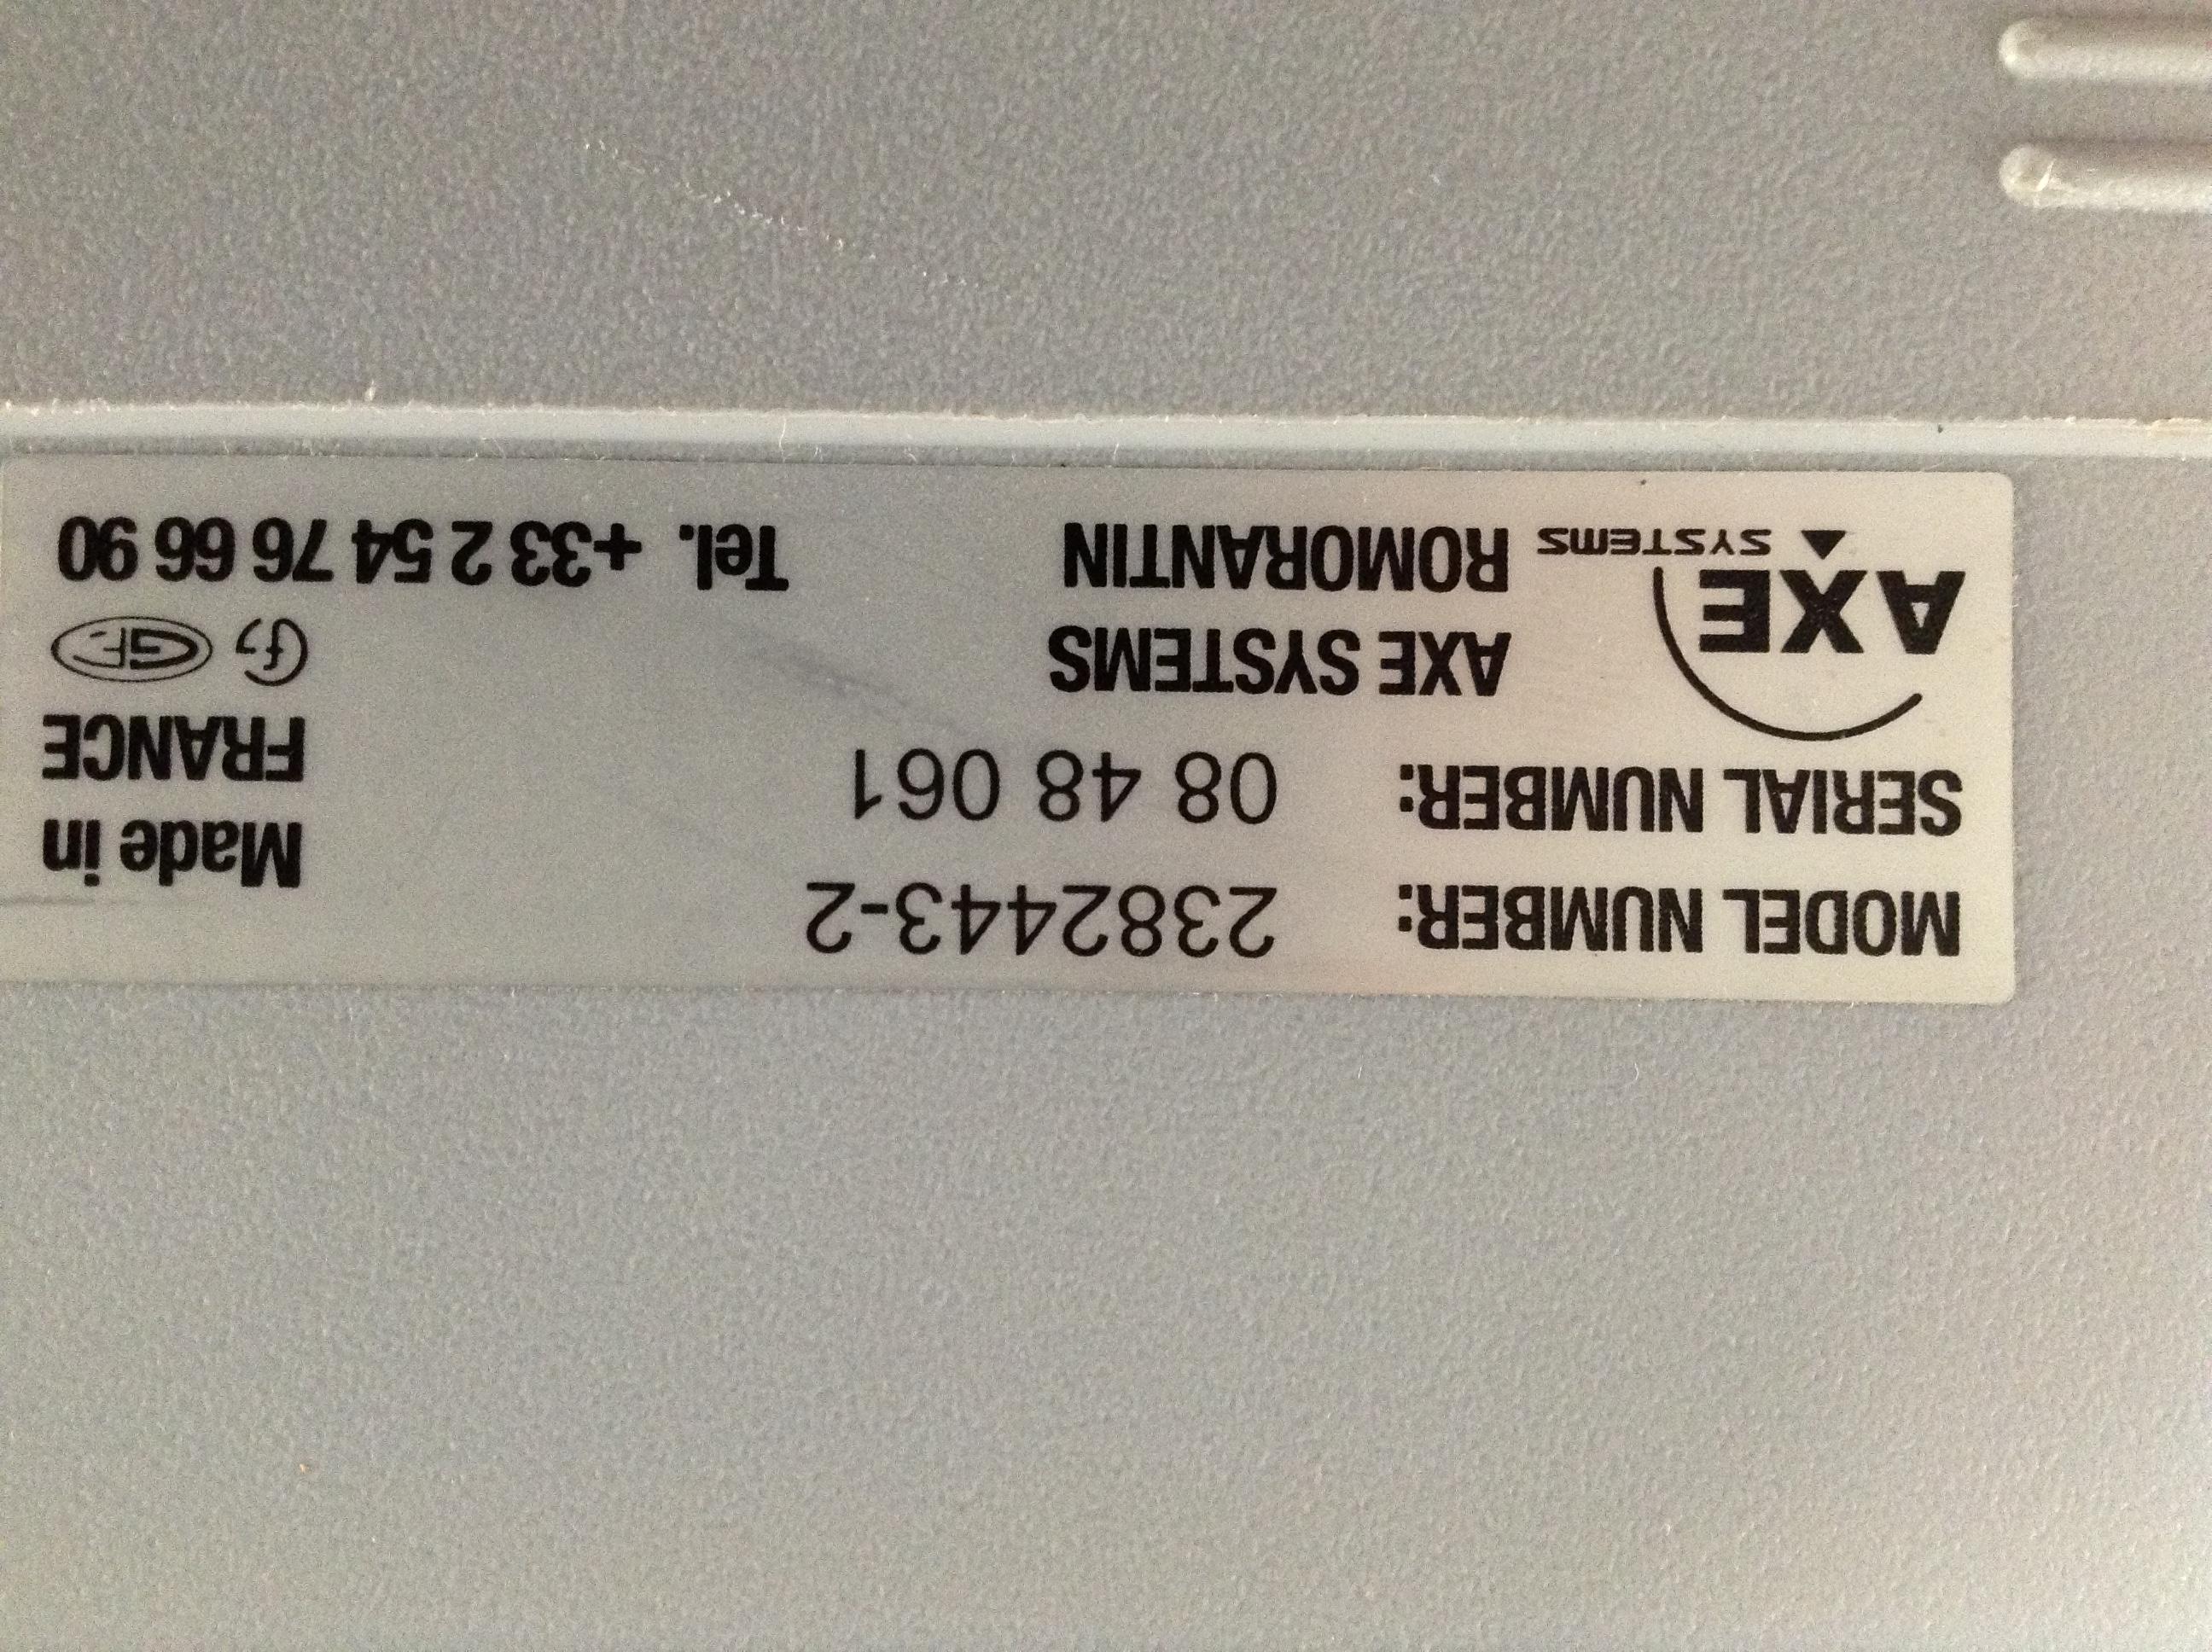 MODEL NUMBER: 2382443-2
SERIAL NUMBER: 08 48 061
Made in
FRANCE
AXE
SYSTEMS
AXE SYSTEMS
ROMORANTIN
GF
Tel. +33 2 54 76 66 90